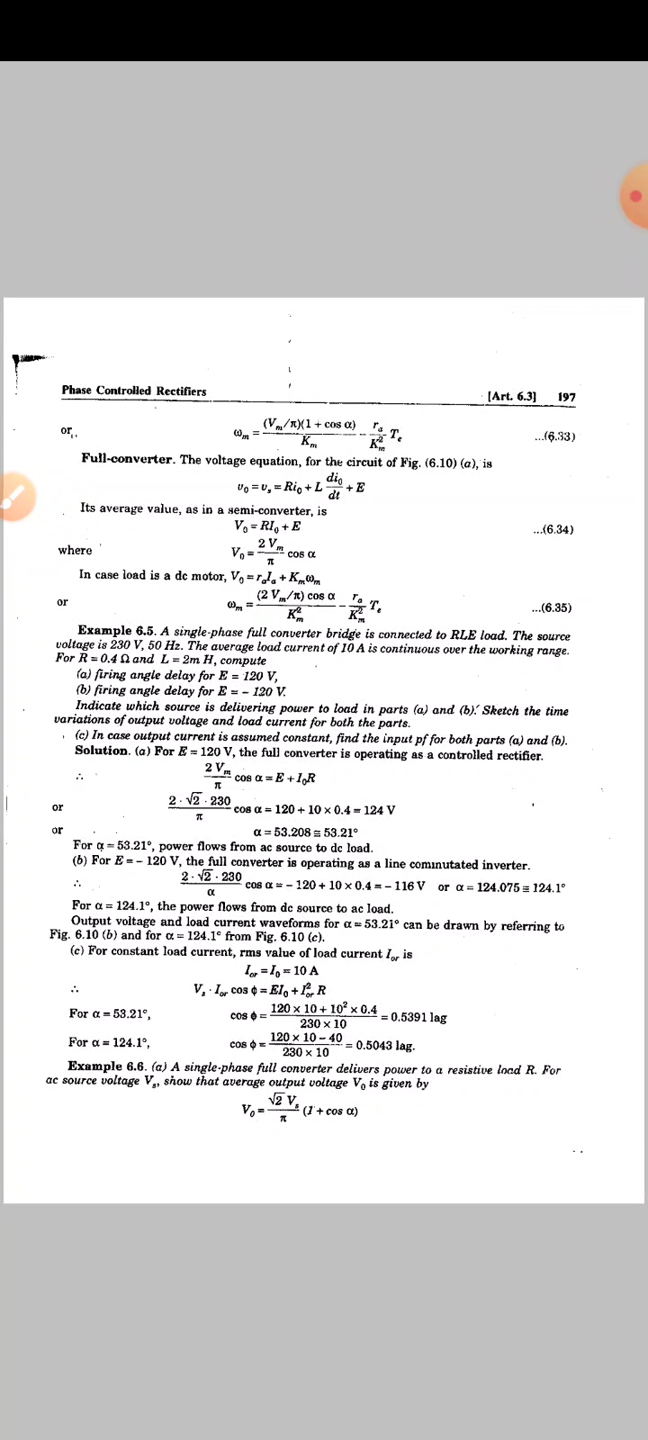 Phase Controlled Rectifiers [Art. 6.3] 197
or, ωm = (Vm/π)(1 + cos α)/Km − ra/K²m Te ...(6.33)
Full-converter. The voltage equation, for the circuit of Fig. (6.10) (a), is
v0 = vs = Ri0 + L di0/dt + E
Its average value, as in a semi-converter, is
V0 = RI0 + E ...(6.34)
where V0 = 2 Vm/π cos α
In case load is a dc motor, V0 = raIa + Kmωm
or ωm = (2 Vm/π) cos α/K²m − ra/K²m Te ...(6.35)
Example 6.5. A single-phase full converter bridge is connected to RLE load. The source
voltage is 230 V, 50 Hz. The average load current of 10 A is continuous over the working range.
For R = 0.4 Ω and L = 2m H, compute
(a) firing angle delay for E = 120 V,
(b) firing angle delay for E = − 120 V.
Indicate which source is delivering power to load in parts (a) and (b). Sketch the time
variations of output voltage and load current for both the parts.
(c) In case output current is assumed constant, find the input pf for both parts (a) and (b).
Solution. (a) For E = 120 V, the full converter is operating as a controlled rectifier.
∴ 2 Vm/π cos α = E + I0R
or 2 · √2 · 230/π cos α = 120 + 10 × 0.4 = 124 V
or α = 53.208 ≅ 53.21°
For α = 53.21°, power flows from ac source to dc load.
(b) For E = − 120 V, the full converter is operating as a line commutated inverter.
∴ 2 · √2 · 230/α cos α = − 120 + 10 × 0.4 = − 116 V or α = 124.075 ≅ 124.1°
For α = 124.1°, the power flows from dc source to ac load.
Output voltage and load current waveforms for α = 53.21° can be drawn by referring to
Fig. 6.10 (b) and for α = 124.1° from Fig. 6.10 (c).
(c) For constant load current, rms value of load current Ior is
Ior = I0 = 10 A
∴ Vs · Ior cos φ = EI0 + I²or R
For α = 53.21°, cos φ = 120 × 10 + 10² × 0.4/230 × 10 = 0.5391 lag
For α = 124.1°, cos φ = 120 × 10 − 40/230 × 10 = 0.5043 lag.
Example 6.6. (a) A single-phase full converter delivers power to a resistive load R. For
ac source voltage Vs, show that average output voltage V0 is given by
V0 = √2 Vs/π (1 + cos α)